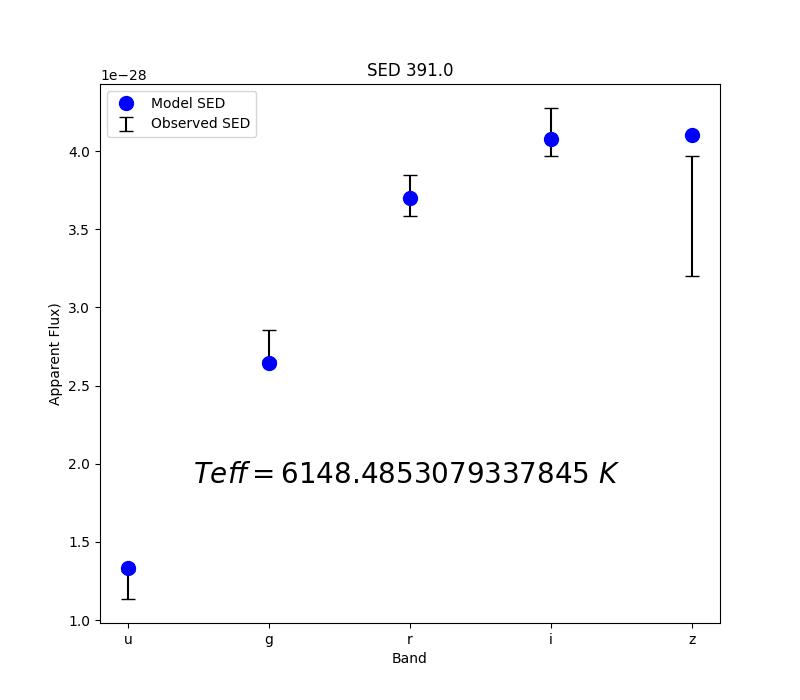 SED 391.0
1e−28
Model SED
Observed SED
4.0
3.5
3.0
2.5
2.0
1.5
1.0
Apparent Flux)
Teff = 6148.4853079337845 K
u g r i z
Band